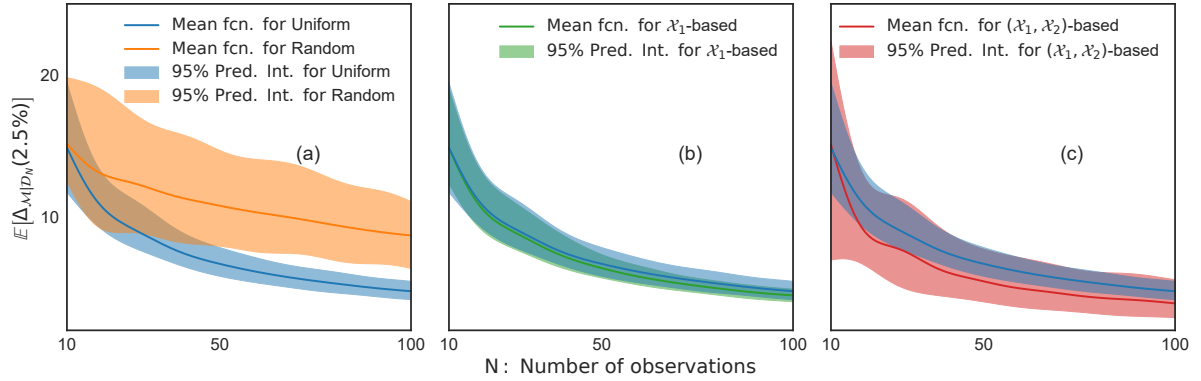 Mean fcn. for Uniform
Mean fcn. for Random
95% Pred. Int. for Uniform
95% Pred. Int. for Random
(a)
Mean fcn. for 𝒳₁-based
95% Pred. Int. for 𝒳₁-based
(b)
Mean fcn. for (𝒳₁, 𝒳₂)-based
95% Pred. Int. for (𝒳₁, 𝒳₂)-based
(c)
𝔼[Δ_ℳ|𝒟_N(2.5%)]
20
10
10 50 100
10 50 100
10 50 100
N: Number of observations